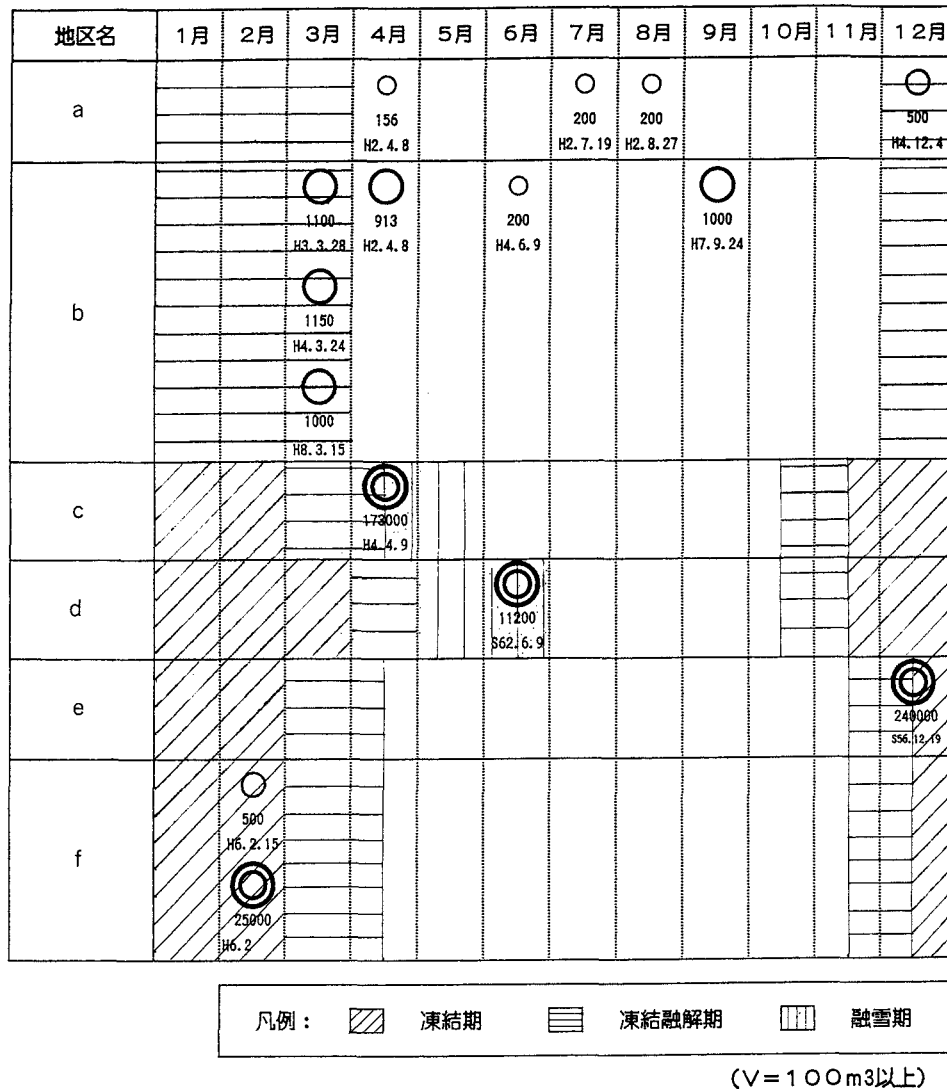 地区名 1月 2月 3月 4月 5月 6月 7月 8月 9月 10月 11月 12月
a
156 200 200 500
H2.4.8 H2.7.19 H2.8.27 H4.12.4
b
1100 913 200 1000
H3.3.28 H2.4.8 H4.6.9 H7.9.24
1150
H4.3.24
1000
H8.3.15
c
173000
H4.4.9
d
11200
S62.6.9
e
240000
S56.12.19
f
500
H6.2.15
25000
H6.2
凡例： 凍結期 凍結融解期 融雪期
(V=100m3以上)